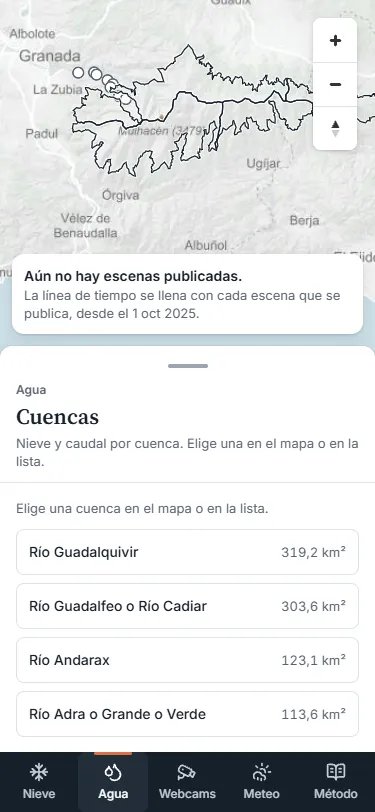 Guadix
Albolote
Granada
La Zubia
Mulhacén (3479
Padul
Ugíjar
Órgiva
Vélez de
Benaudalla
Berja
Albuñol
El Ejido
Aún no hay escenas publicadas.
La línea de tiempo se llena con cada escena que se
publica, desde el 1 oct 2025.
Agua
Cuencas
Nieve y caudal por cuenca. Elige una en el mapa o en la
lista.
Elige una cuenca en el mapa o en la lista.
Río Guadalquivir 319,2 km²
Río Guadalfeo o Río Cadiar 303,6 km²
Río Andarax 123,1 km²
Río Adra o Grande o Verde 113,6 km²
Nieve Agua Webcams Meteo Método